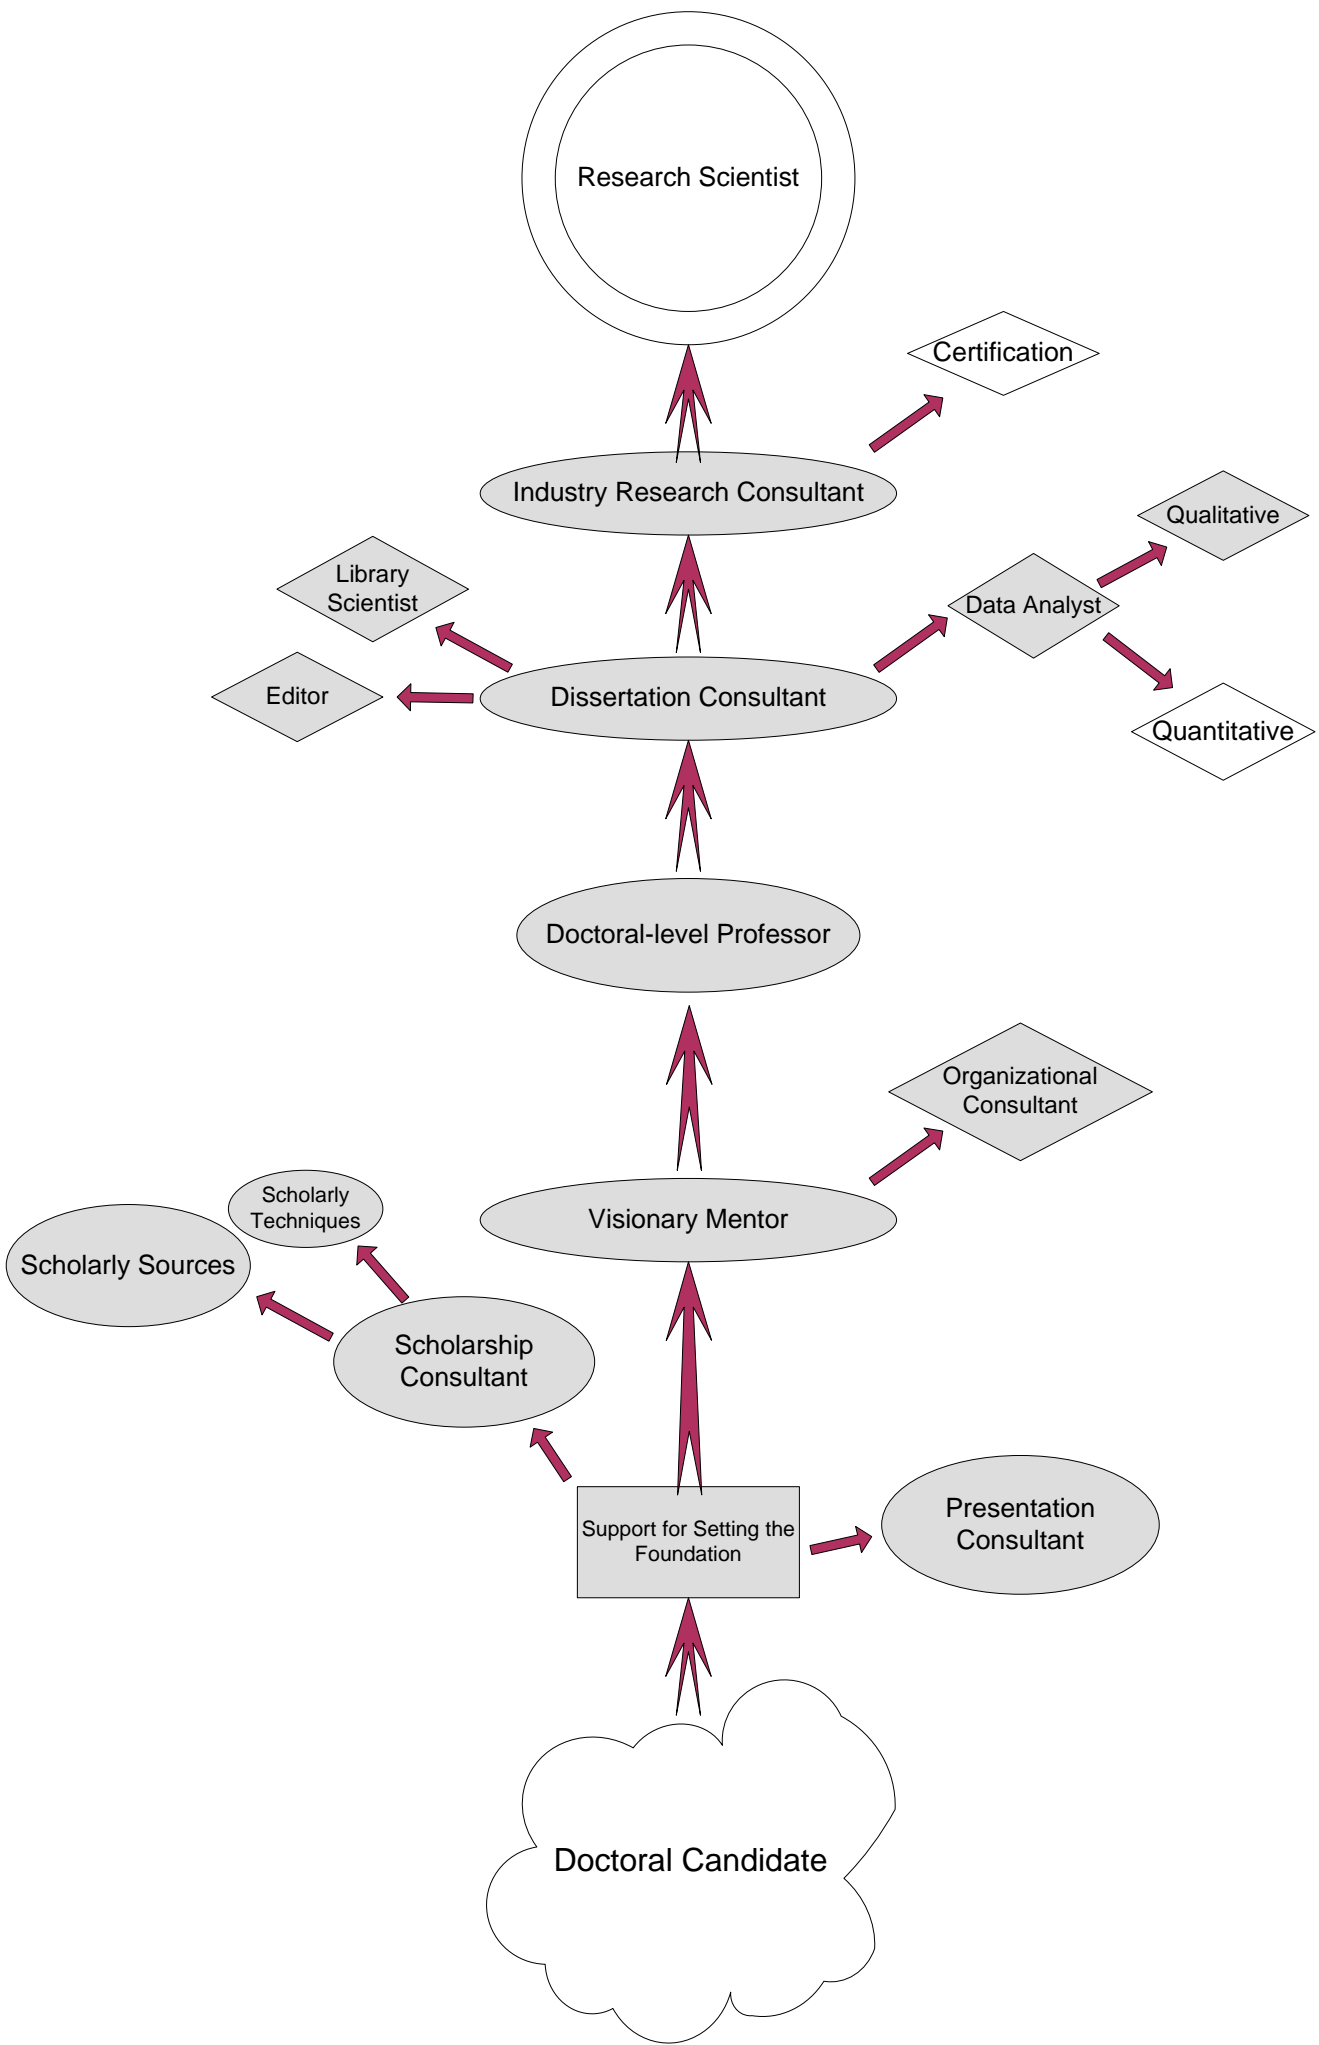 Research Scientist
Certification
Industry Research Consultant
Qualitative
Library
Scientist
Data Analyst
Editor
Dissertation Consultant
Quantitative
Doctoral-level Professor
Organizational
Consultant
Scholarly
Techniques
Visionary Mentor
Scholarly Sources
Scholarship
Consultant
Presentation
Consultant
Support for Setting the
Foundation
Doctoral Candidate